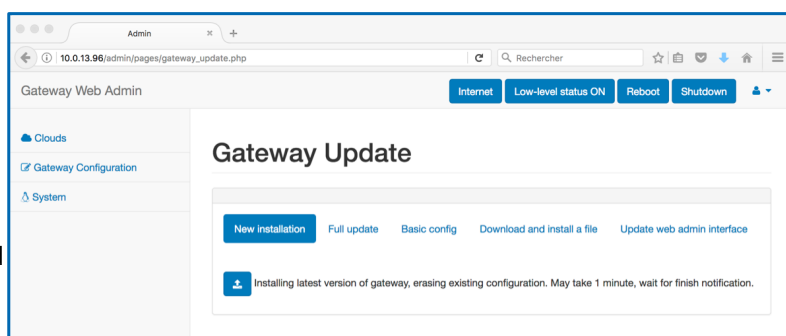 Admin
10.0.13.96/admin/pages/gateway_update.php
Rechercher
Gateway Web Admin
Internet
Low-level status ON
Reboot
Shutdown
Clouds
Gateway Configuration
System
Gateway Update
New installation
Full update
Basic config
Download and install a file
Update web admin interface
Installing latest version of gateway, erasing existing configuration. May take 1 minute, wait for finish notification.